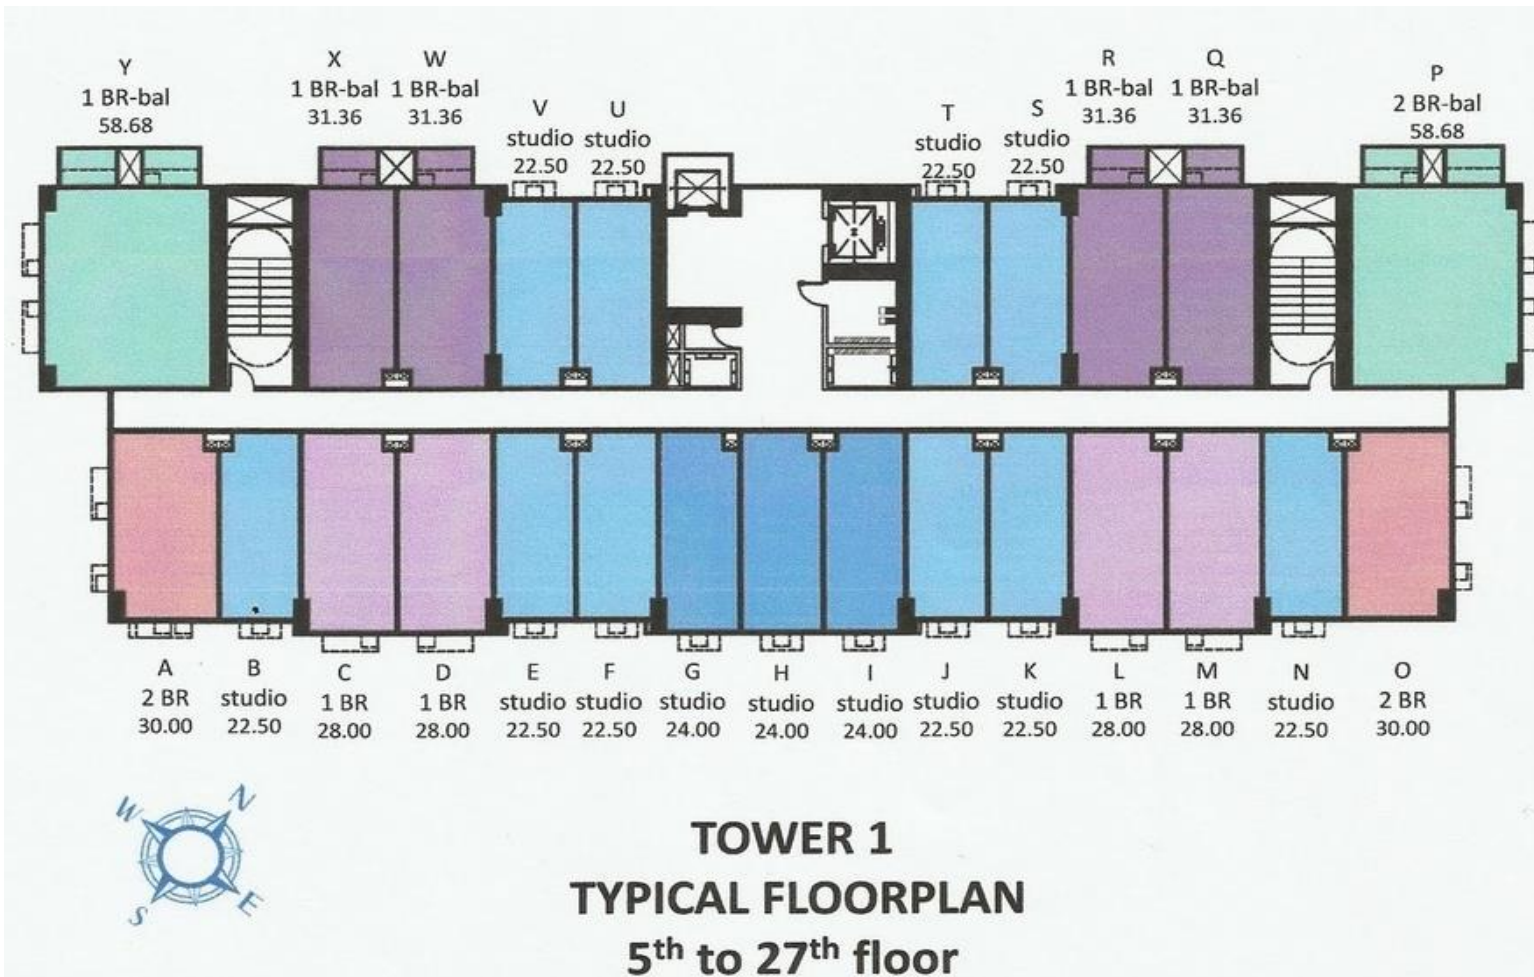 Y
1 BR-bal
58.68
X
1 BR-bal
31.36
W
1 BR-bal
31.36
V
studio
22.50
U
studio
22.50
T
studio
22.50
S
studio
22.50
R
1 BR-bal
31.36
Q
1 BR-bal
31.36
P
2 BR-bal
58.68
A
2 BR
30.00
B
studio
22.50
C
1 BR
28.00
D
1 BR
28.00
E
studio
22.50
F
studio
22.50
G
studio
24.00
H
studio
24.00
I
studio
24.00
J
studio
22.50
K
studio
22.50
L
1 BR
28.00
M
1 BR
28.00
N
studio
22.50
O
2 BR
30.00
W
N
S
E
TOWER 1
TYPICAL FLOORPLAN
5th to 27th floor